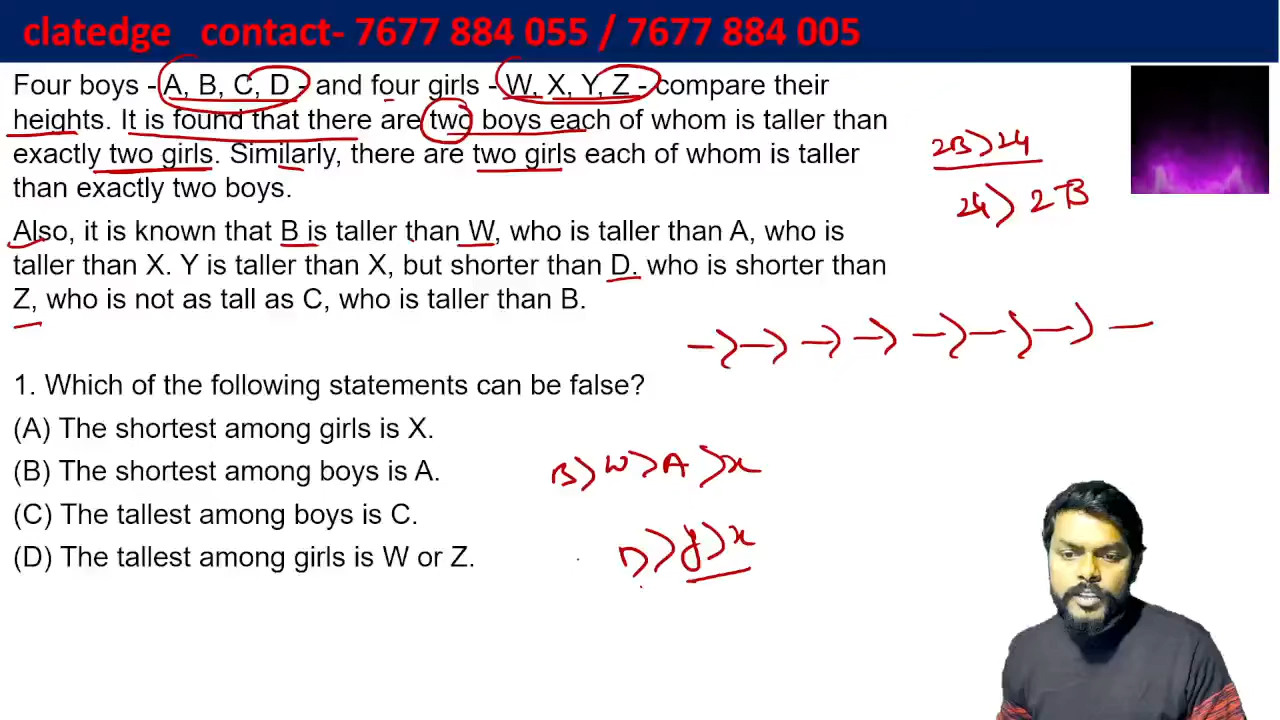 clatedge contact- 7677 884 055 / 7677 884 005
Four boys - A, B, C, D - and four girls - W, X, Y, Z - compare their
heights. It is found that there are two boys each of whom is taller than
exactly two girls. Similarly, there are two girls each of whom is taller
than exactly two boys.
2B > 2G
2G > 2B
Also, it is known that B is taller than W, who is taller than A, who is
taller than X. Y is taller than X, but shorter than D. who is shorter than
Z, who is not as tall as C, who is taller than B.
1. Which of the following statements can be false?
(A) The shortest among girls is X.
(B) The shortest among boys is A.
(C) The tallest among boys is C.
(D) The tallest among girls is W or Z.
B > W > A > x
D > y > x